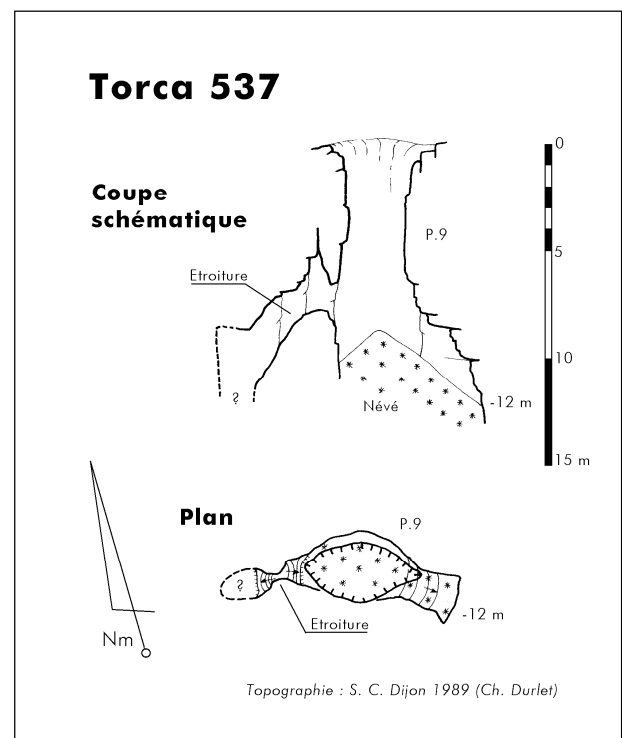 Torca 537
Coupe
schématique
0
P.9
5
Etroiture
10
?
Névé
-12 m
15 m
Plan
P.9
?
Etroiture
-12 m
Nm
Topographie : S. C. Dijon 1989 (Ch. Durlet)